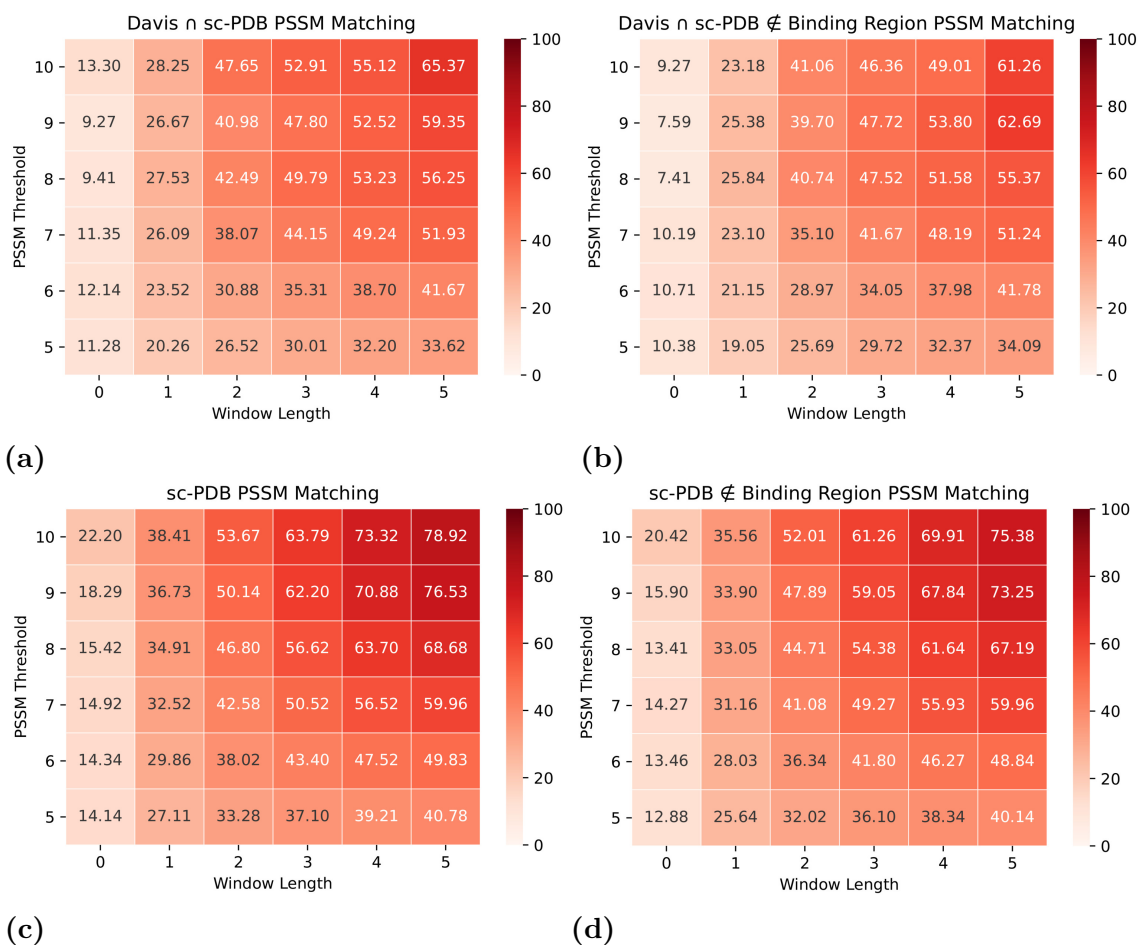 Davis ∩ sc-PDB PSSM Matching
PSSM Threshold
10 13.30 28.25 47.65 52.91 55.12 65.37
9 9.27 26.67 40.98 47.80 52.52 59.35
8 9.41 27.53 42.49 49.79 53.23 56.25
7 11.35 26.09 38.07 44.15 49.24 51.93
6 12.14 23.52 30.88 35.31 38.70 41.67
5 11.28 20.26 26.52 30.01 32.20 33.62
0 1 2 3 4 5
Window Length
100
80
60
40
20
0
(a)
Davis ∩ sc-PDB ∉ Binding Region PSSM Matching
PSSM Threshold
10 9.27 23.18 41.06 46.36 49.01 61.26
9 7.59 25.38 39.70 47.72 53.80 62.69
8 7.41 25.84 40.74 47.52 51.58 55.37
7 10.19 23.10 35.10 41.67 48.19 51.24
6 10.71 21.15 28.97 34.05 37.98 41.78
5 10.38 19.05 25.69 29.72 32.37 34.09
0 1 2 3 4 5
Window Length
100
80
60
40
20
0
(b)
sc-PDB PSSM Matching
PSSM Threshold
10 22.20 38.41 53.67 63.79 73.32 78.92
9 18.29 36.73 50.14 62.20 70.88 76.53
8 15.42 34.91 46.80 56.62 63.70 68.68
7 14.92 32.52 42.58 50.52 56.52 59.96
6 14.34 29.86 38.02 43.40 47.52 49.83
5 14.14 27.11 33.28 37.10 39.21 40.78
0 1 2 3 4 5
Window Length
100
80
60
40
20
0
(c)
sc-PDB ∉ Binding Region PSSM Matching
PSSM Threshold
10 20.42 35.56 52.01 61.26 69.91 75.38
9 15.90 33.90 47.89 59.05 67.84 73.25
8 13.41 33.05 44.71 54.38 61.64 67.19
7 14.27 31.16 41.08 49.27 55.93 59.96
6 13.46 28.03 36.34 41.80 46.27 48.84
5 12.88 25.64 32.02 36.10 38.34 40.14
0 1 2 3 4 5
Window Length
100
80
60
40
20
0
(d)